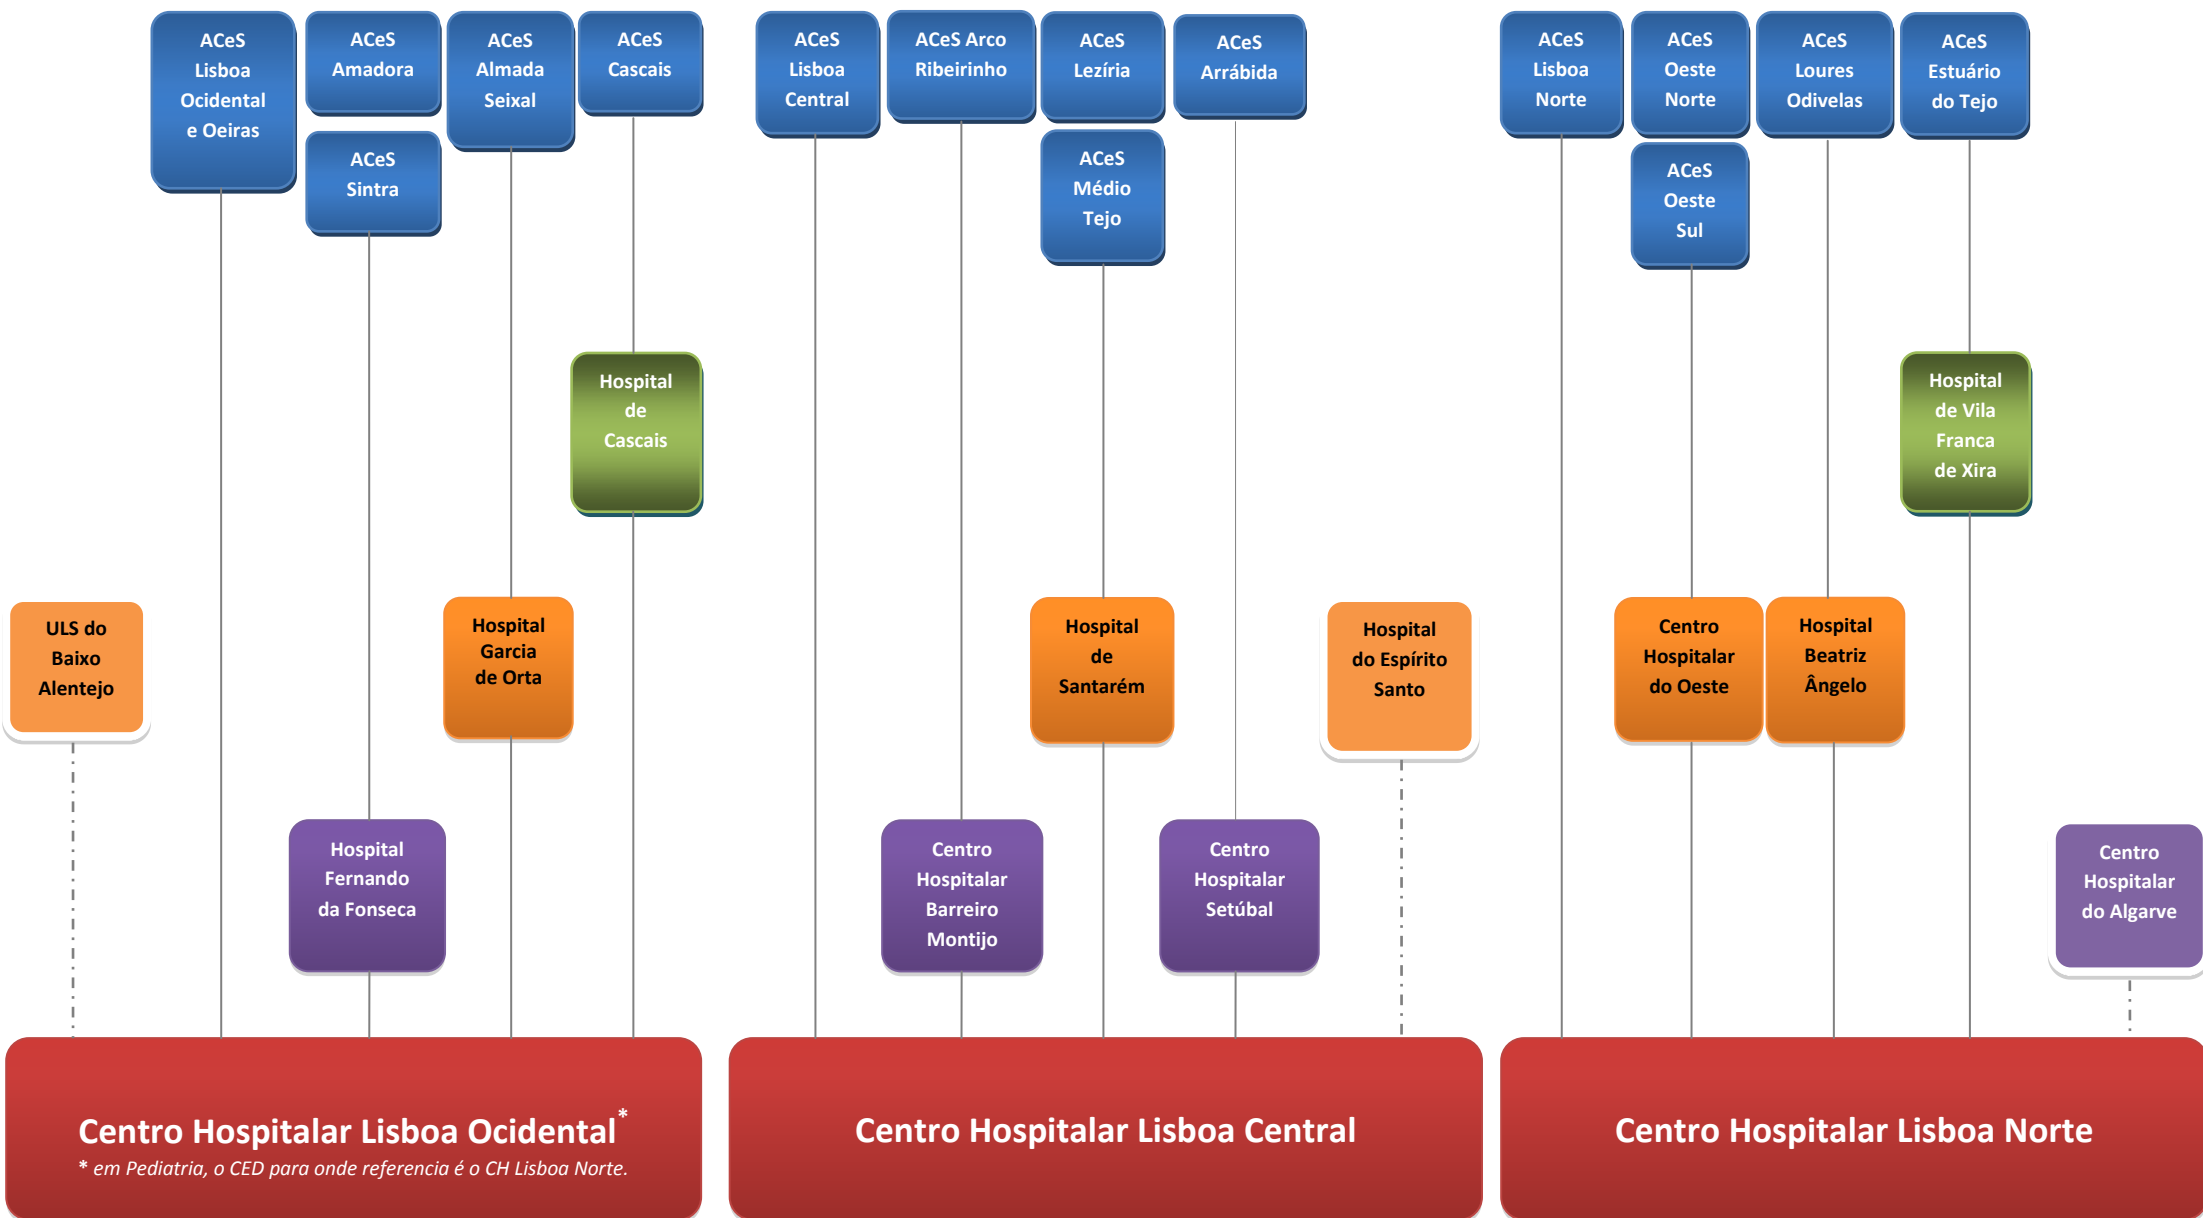 ACeS
Lisboa
Ocidental
e Oeiras
ACeS
Amadora
ACeS
Almada
Seixal
ACeS
Cascais
ACeS
Lisboa
Central
ACeS Arco
Ribeirinho
ACeS
Lezíria
ACeS
Arrábida
ACeS
Lisboa
Norte
ACeS
Oeste
Norte
ACeS
Loures
Odivelas
ACeS
Estuário
do Tejo
ACeS
Sintra
ACeS
Médio
Tejo
ACeS
Oeste
Sul
Hospital
de
Cascais
Hospital
de Vila
Franca
de Xira
ULS do
Baixo
Alentejo
Hospital
Garcia
de Orta
Hospital
de
Santarém
Hospital
do Espírito
Santo
Centro
Hospitalar
do Oeste
Hospital
Beatriz
Ângelo
Hospital
Fernando
da Fonseca
Centro
Hospitalar
Barreiro
Montijo
Centro
Hospitalar
Setúbal
Centro
Hospitalar
do Algarve
Centro Hospitalar Lisboa Ocidental*
* em Pediatria, o CED para onde referencia é o CH Lisboa Norte.
Centro Hospitalar Lisboa Central
Centro Hospitalar Lisboa Norte